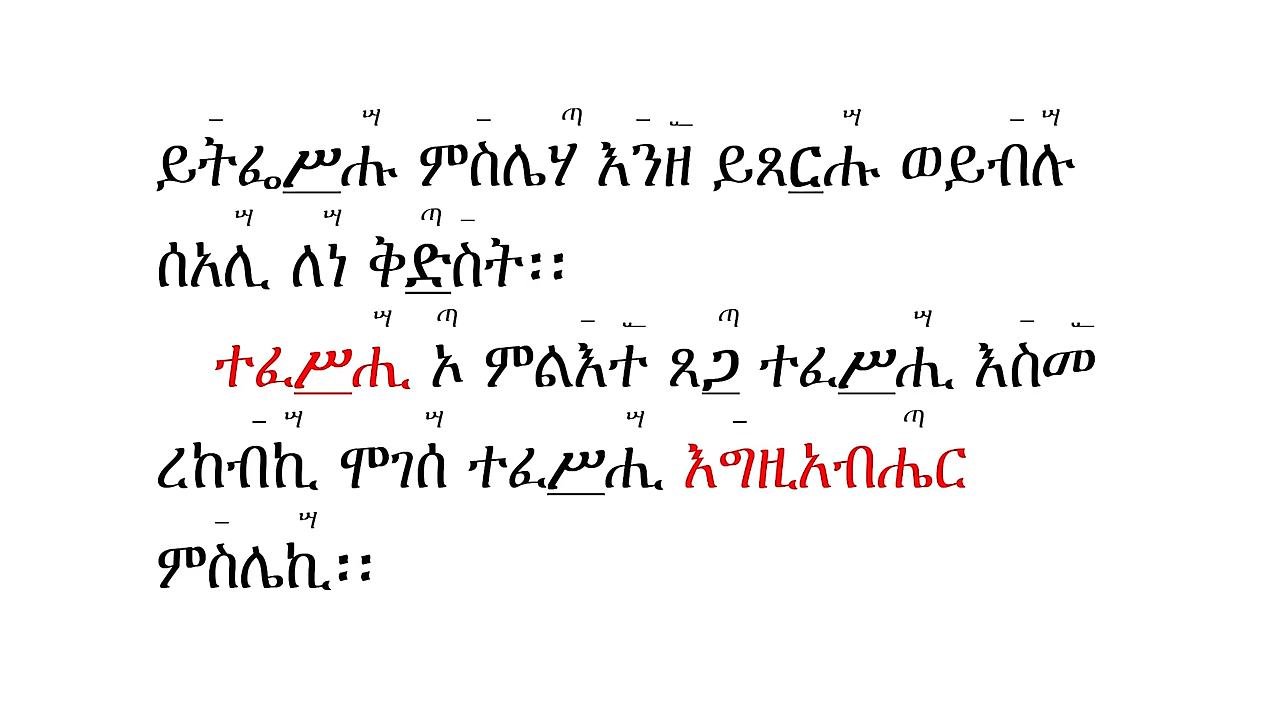 ይትፌሥሑ ምስሌሃ እንዘ ይጸርሑ ወይብሉ
ሰአሊ ለነ ቅድስት፡፡
ተፈሥሒ ኦ ምልእተ ጸጋ ተፈሥሒ እስመ
ረከብኪ ሞገሰ ተፈሥሒ እግዚአብሔር
ምስሌኪ፡፡